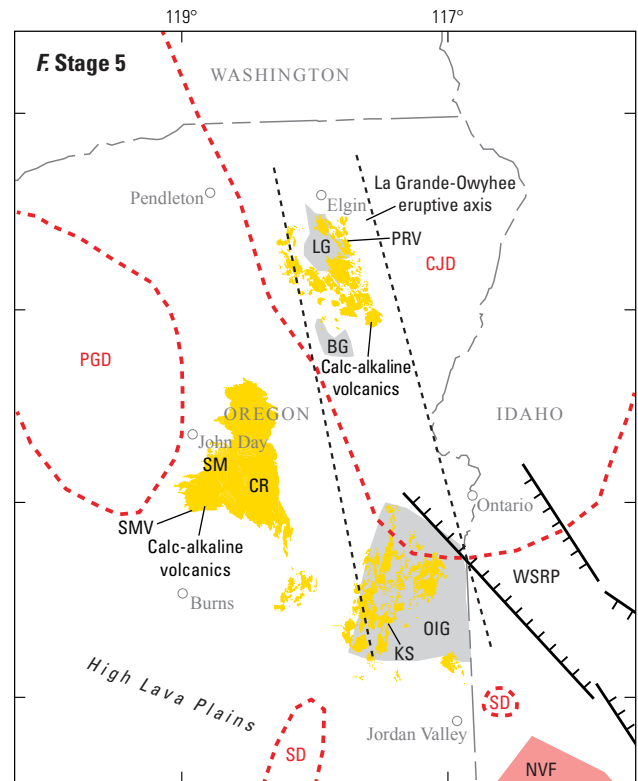 119°
117°
F. Stage 5
WASHINGTON
Pendleton
Elgin
La Grande-Owyhee
eruptive axis
LG
PRV
CJD
BG
PGD
Calc-alkaline
volcanics
OREGON
IDAHO
John Day
SM
CR
Ontario
SMV
Calc-alkaline
volcanics
WSRP
Burns
OIG
KS
High Lava Plains
SD
SD
Jordan Valley
NVF